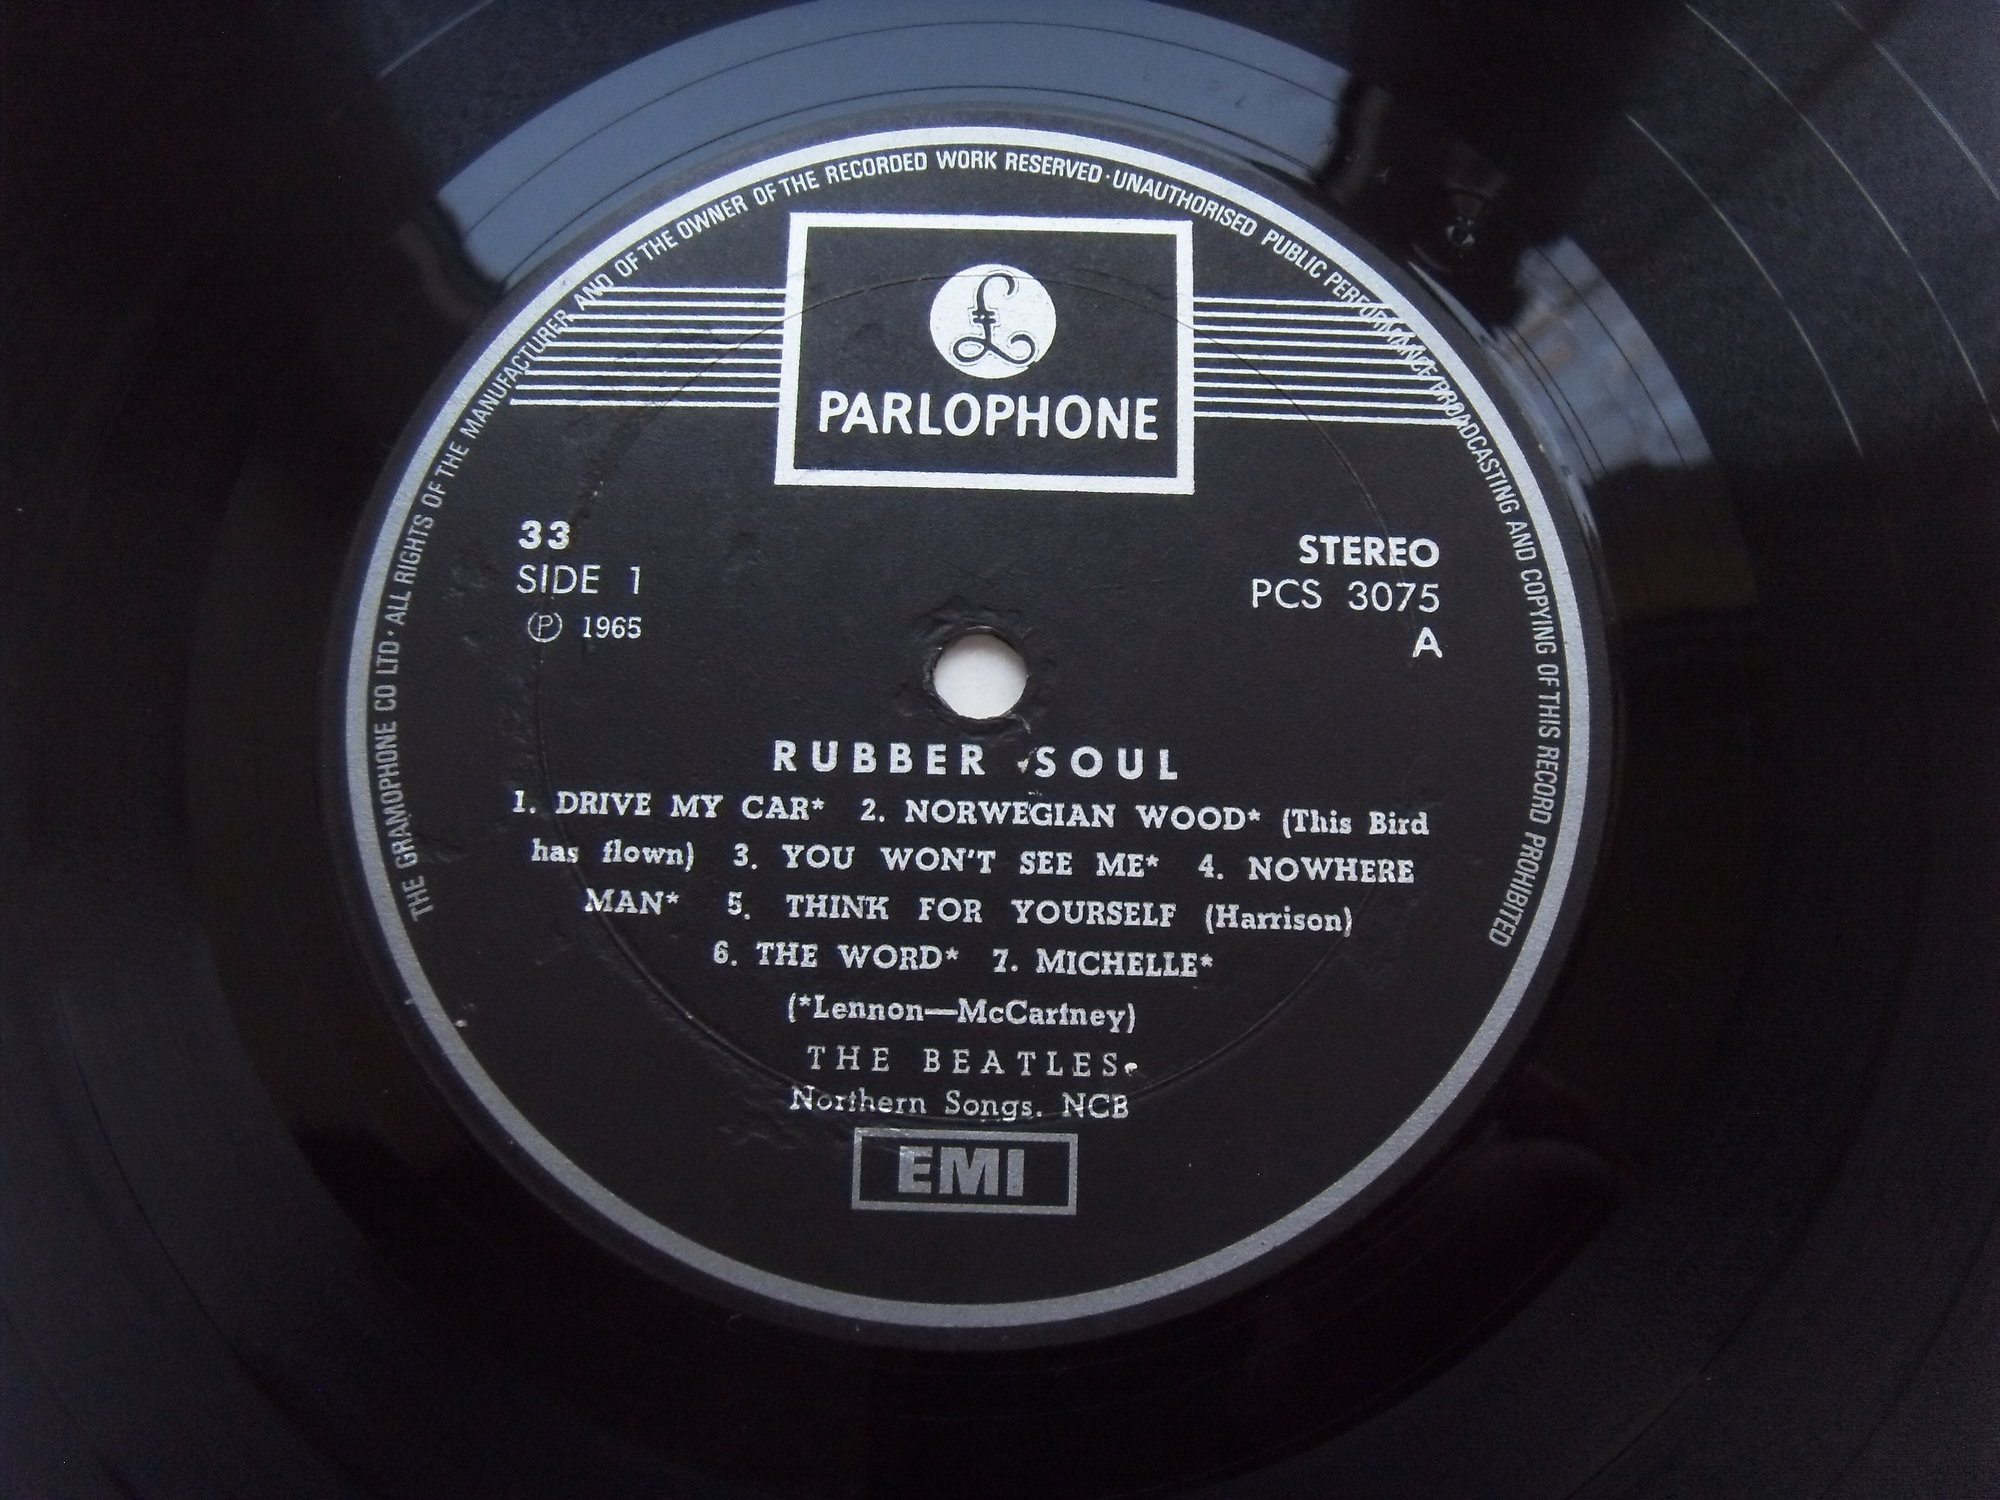 THE GRAMOPHONE CO LTD · ALL RIGHTS OF THE MANUFACTURER AND OF THE OWNER OF THE RECORDED WORK RESERVED · UNAUTHORISED PUBLIC PERFORMANCE BROADCASTING AND COPYING OF THIS RECORD PROHIBITED
£
PARLOPHONE
33
SIDE 1
℗ 1965
STEREO
PCS 3075
A
RUBBER SOUL
1. DRIVE MY CAR* 2. NORWEGIAN WOOD* (This Bird
has flown) 3. YOU WON'T SEE ME* 4. NOWHERE
MAN* 5. THINK FOR YOURSELF (Harrison)
6. THE WORD* 7. MICHELLE*
(*Lennon—McCartney)
THE BEATLES.
Northern Songs. NCB
EMI